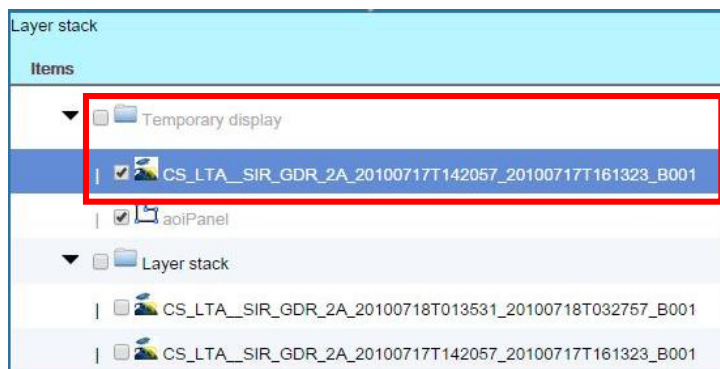 Layer stack
Items
Temporary display
CS_LTA__SIR_GDR_2A_20100717T142057_20100717T161323_B001
aoiPanel
Layer stack
CS_LTA__SIR_GDR_2A_20100718T013531_20100718T032757_B001
CS_LTA__SIR_GDR_2A_20100717T142057_20100717T161323_B001